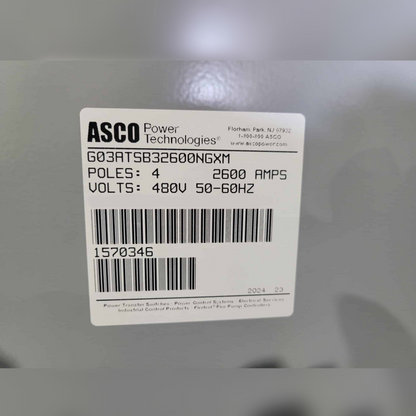 ASCO Power Technologies™
Florham Park, NJ 07932
1-800-800 ASCO
www.ascopower.com
G03ATSB32600NGXM
POLES: 4 2600 AMPS
VOLTS: 480V 50-60HZ
1570346
2024 23
Power Transfer Switches · Power Control Systems · Electrical Services
Industrial Control Products · Firetrol Fire Pump Controllers